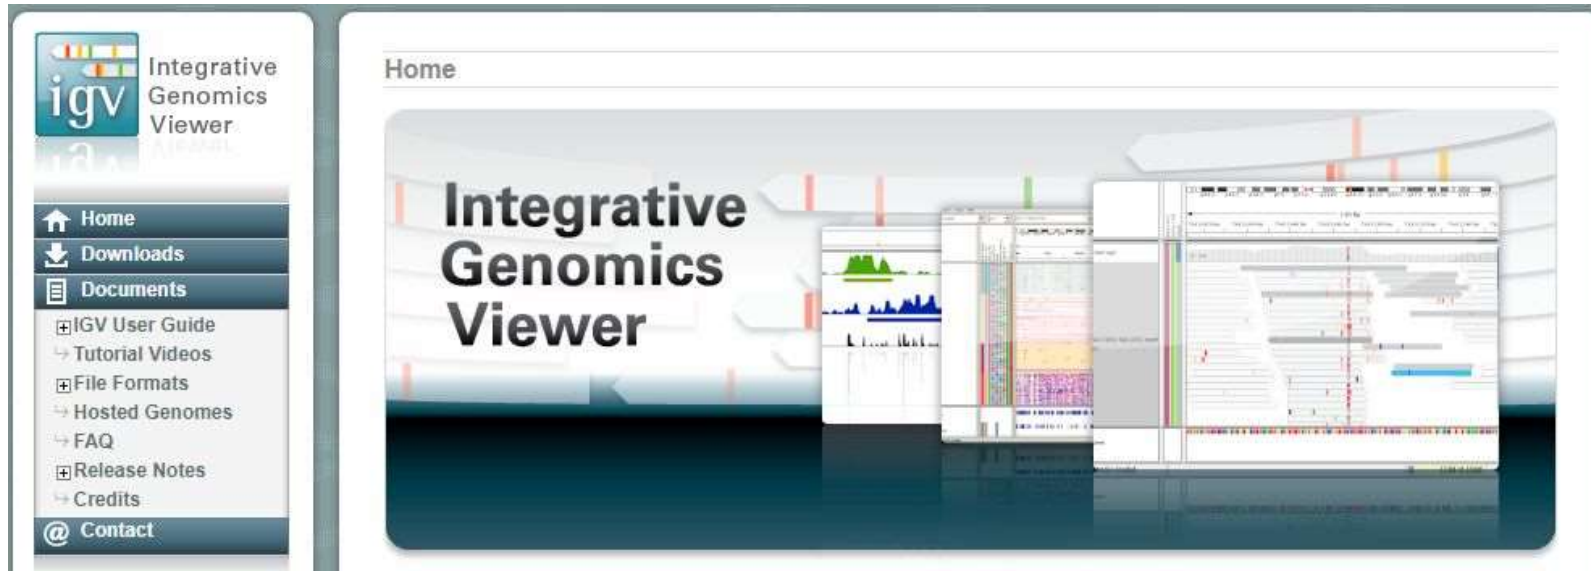 igv
Integrative
Genomics
Viewer
Home
Downloads
Documents
IGV User Guide
Tutorial Videos
File Formats
Hosted Genomes
FAQ
Release Notes
Credits
Contact
Home
Integrative
Genomics
Viewer